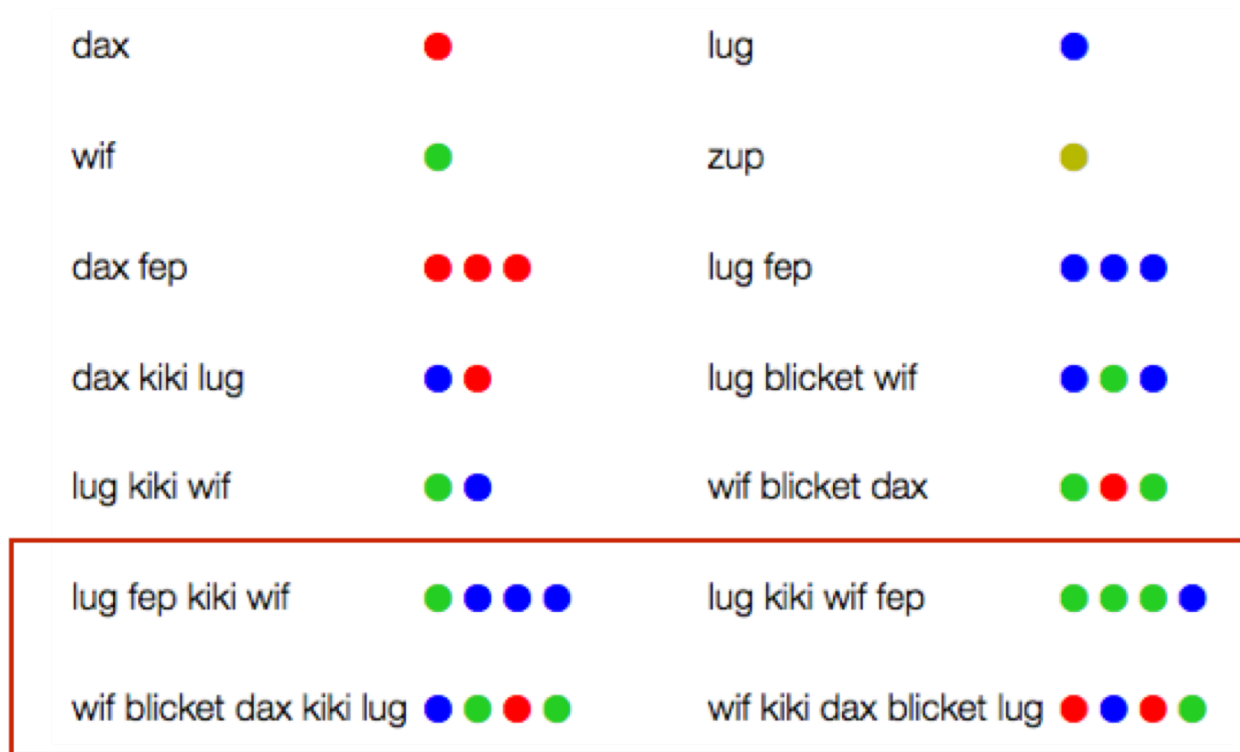 dax lug
wif zup
dax fep lug fep
dax kiki lug lug blicket wif
lug kiki wif wif blicket dax
lug fep kiki wif lug kiki wif fep
wif blicket dax kiki lug wif kiki dax blicket lug